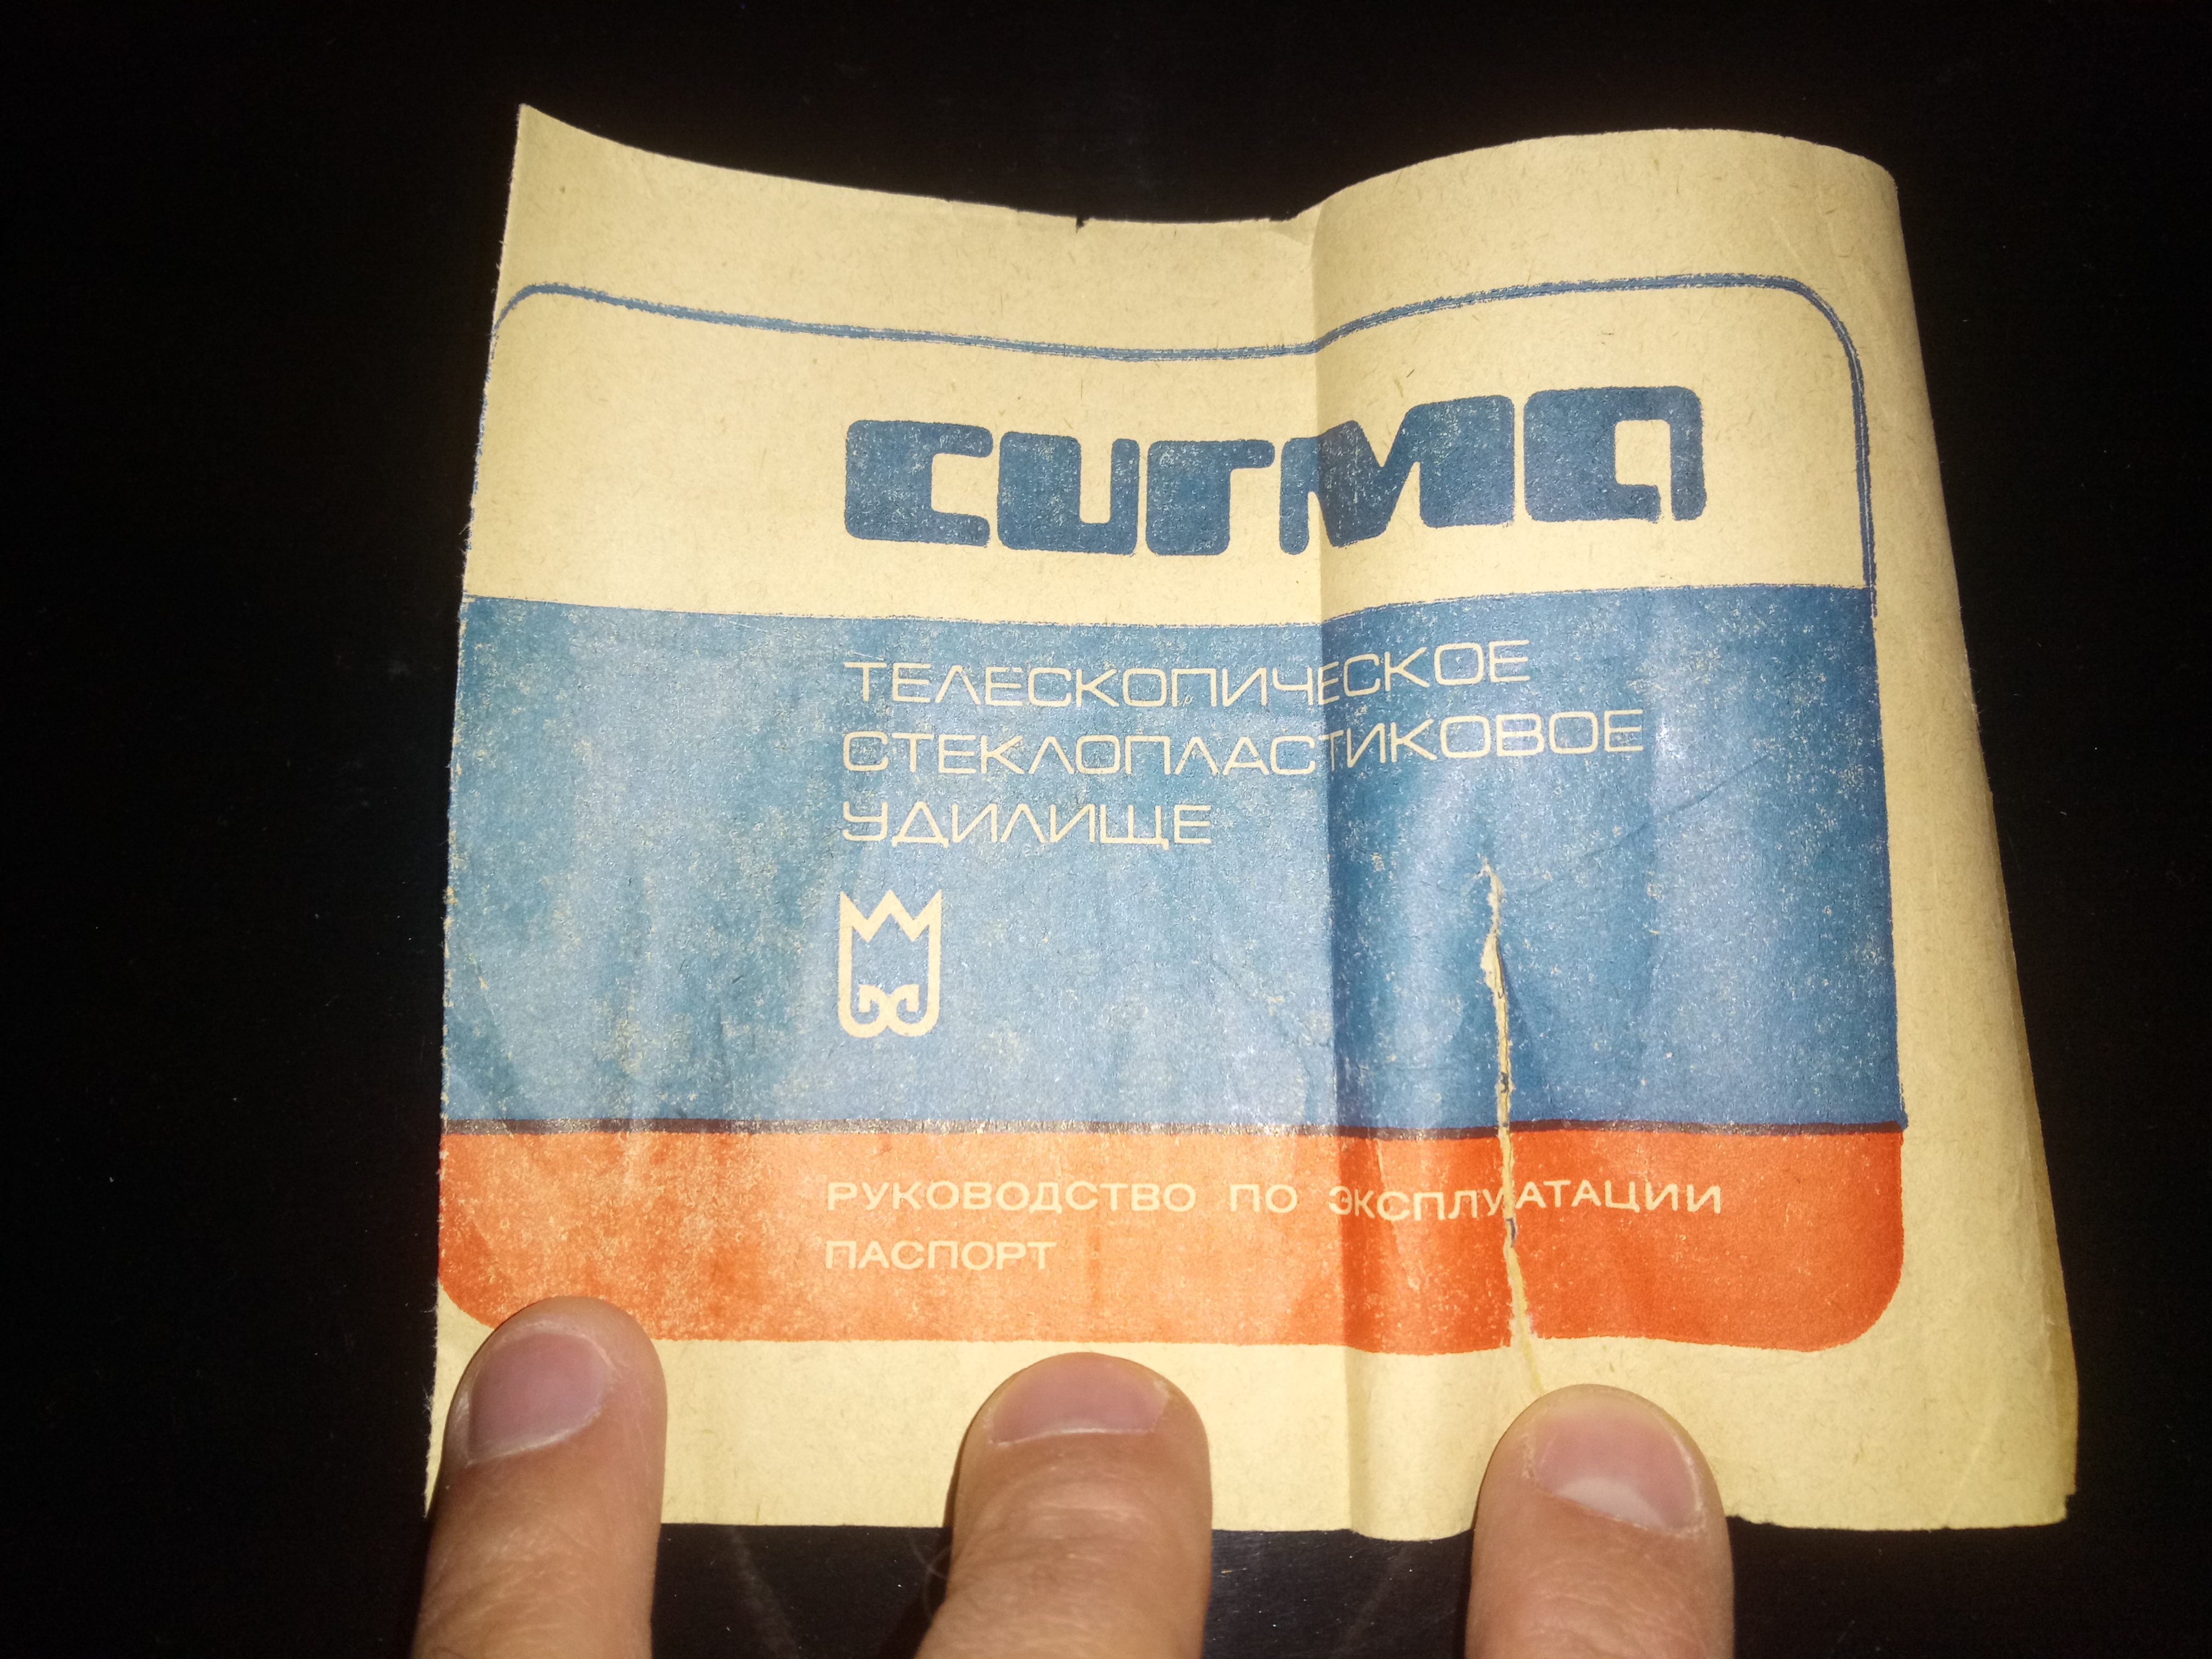 сигма
ТЕЛЕСКОПИЧЕСКОЕ
СТЕКЛОПЛАСТИКОВОЕ
УДИЛИЩЕ
РУКОВОДСТВО ПО ЭКСПЛУАТАЦИИ
ПАСПОРТ